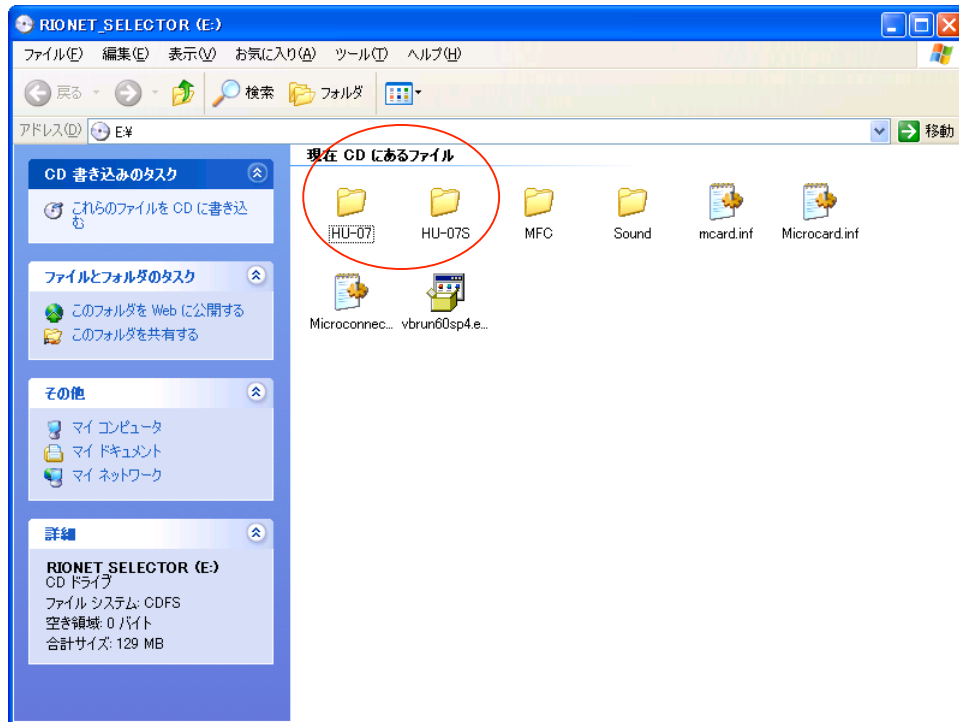 RIONET_SELECTOR (E:)
ファイル(F) 編集(E) 表示(V) お気に入り(A) ツール(T) ヘルプ(H)
戻る 検索 フォルダ
アドレス(D) E:¥ 移動
CD 書き込みのタスク
これらのファイルを CD に書き込
む
ファイルとフォルダのタスク
このフォルダを Web に公開する
このフォルダを共有する
その他
マイ コンピュータ
マイ ドキュメント
マイ ネットワーク
詳細
RIONET_SELECTOR (E:)
CD ドライブ
ファイル システム: CDFS
空き領域: 0 バイト
合計サイズ: 129 MB
現在 CD にあるファイル
HU-07 HU-07S MFC Sound mcard.inf Microcard.inf
Microconnec... vbrun60sp4.e...